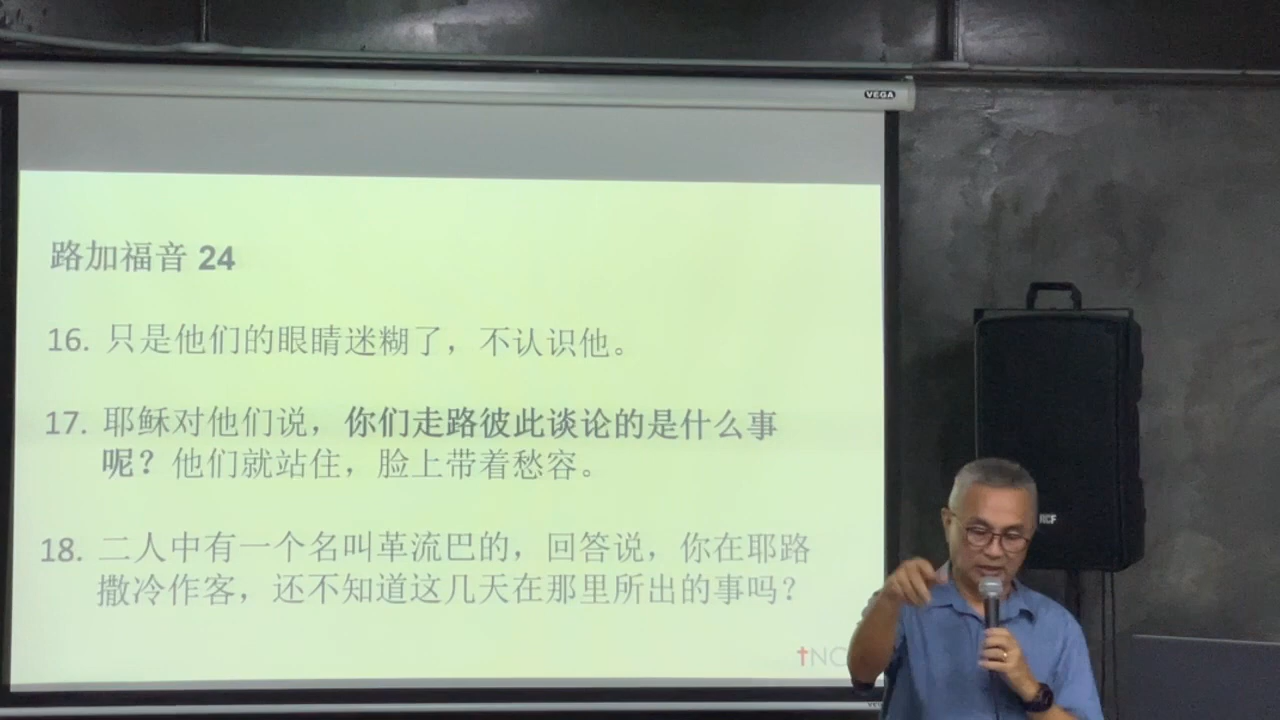 VEGA
路加福音 24
16. 只是他们的眼睛迷糊了，不认识他。
17. 耶稣对他们说，你们走路彼此谈论的是什么事
呢？他们就站住，脸上带着愁容。
18. 二人中有一个名叫革流巴的，回答说，你在耶路
撒冷作客，还不知道这几天在那里所出的事吗？
NC